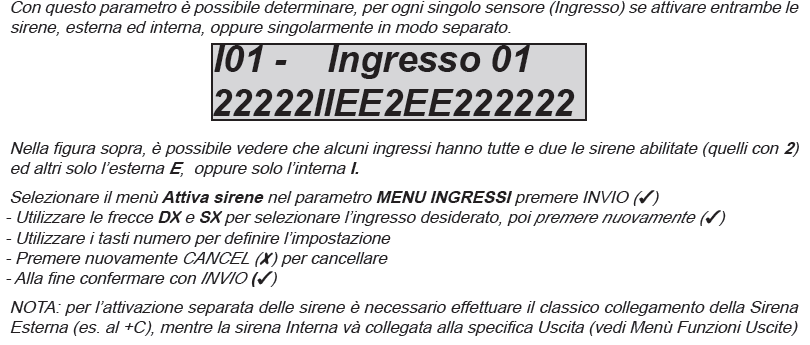 Con questo parametro è possibile determinare, per ogni singolo sensore (Ingresso) se attivare entrambe le
sirene, esterna ed interna, oppure singolarmente in modo separato.
I01 - Ingresso 01
22222IIEE2EE222222
Nella figura sopra, è possibile vedere che alcuni ingressi hanno tutte e due le sirene abilitate (quelli con 2)
ed altri solo l'esterna E, oppure solo l'interna I.
Selezionare il menù Attiva sirene nel parametro MENU INGRESSI premere INVIO (✓)
- Utilizzare le frecce DX e SX per selezionare l'ingresso desiderato, poi premere nuovamente (✓)
- Utilizzare i tasti numero per definire l'impostazione
- Premere nuovamente CANCEL (✗) per cancellare
- Alla fine confermare con INVIO (✓)
NOTA: per l'attivazione separata delle sirene è necessario effettuare il classico collegamento della Sirena
Esterna (es. al +C), mentre la sirena Interna và collegata alla specifica Uscita (vedi Menù Funzioni Uscite)